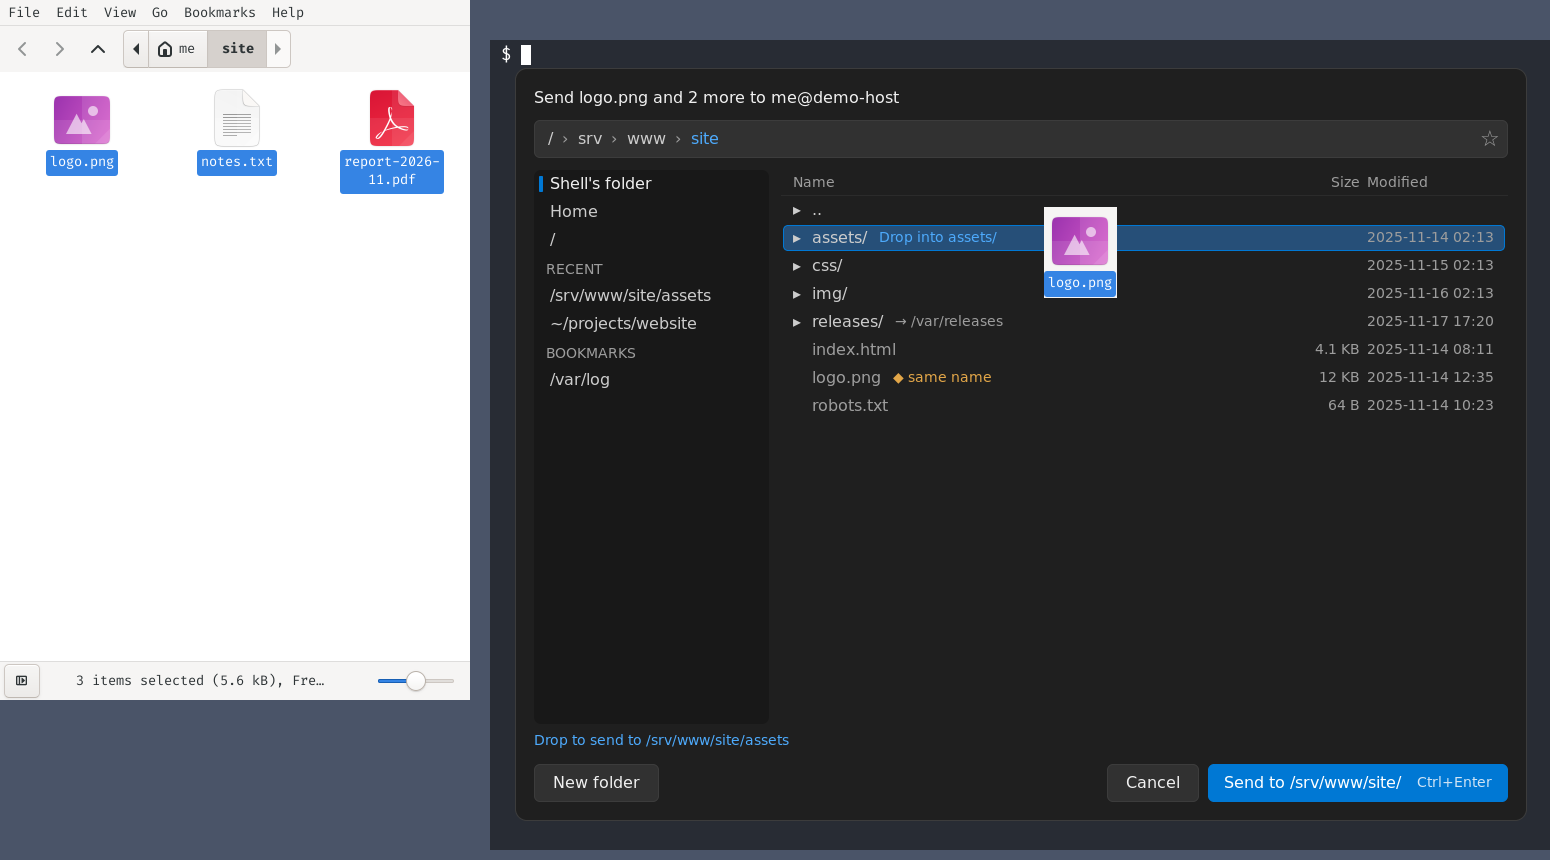 File Edit View Go Bookmarks Help
me site
logo.png
notes.txt
report-2026-
11.pdf
3 items selected (5.6 kB), Fre…
$
Send logo.png and 2 more to me@demo-host
/ › srv › www › site
Shell's folder
Home
/
RECENT
/srv/www/site/assets
~/projects/website
BOOKMARKS
/var/log
Name Size Modified
..
assets/ Drop into assets/ 2025-11-14 02:13
css/ 2025-11-15 02:13
img/ 2025-11-16 02:13
releases/ → /var/releases 2025-11-17 17:20
index.html 4.1 KB 2025-11-14 08:11
logo.png ◆ same name 12 KB 2025-11-14 12:35
robots.txt 64 B 2025-11-14 10:23
logo.png
Drop to send to /srv/www/site/assets
New folder
Cancel
Send to /srv/www/site/ Ctrl+Enter